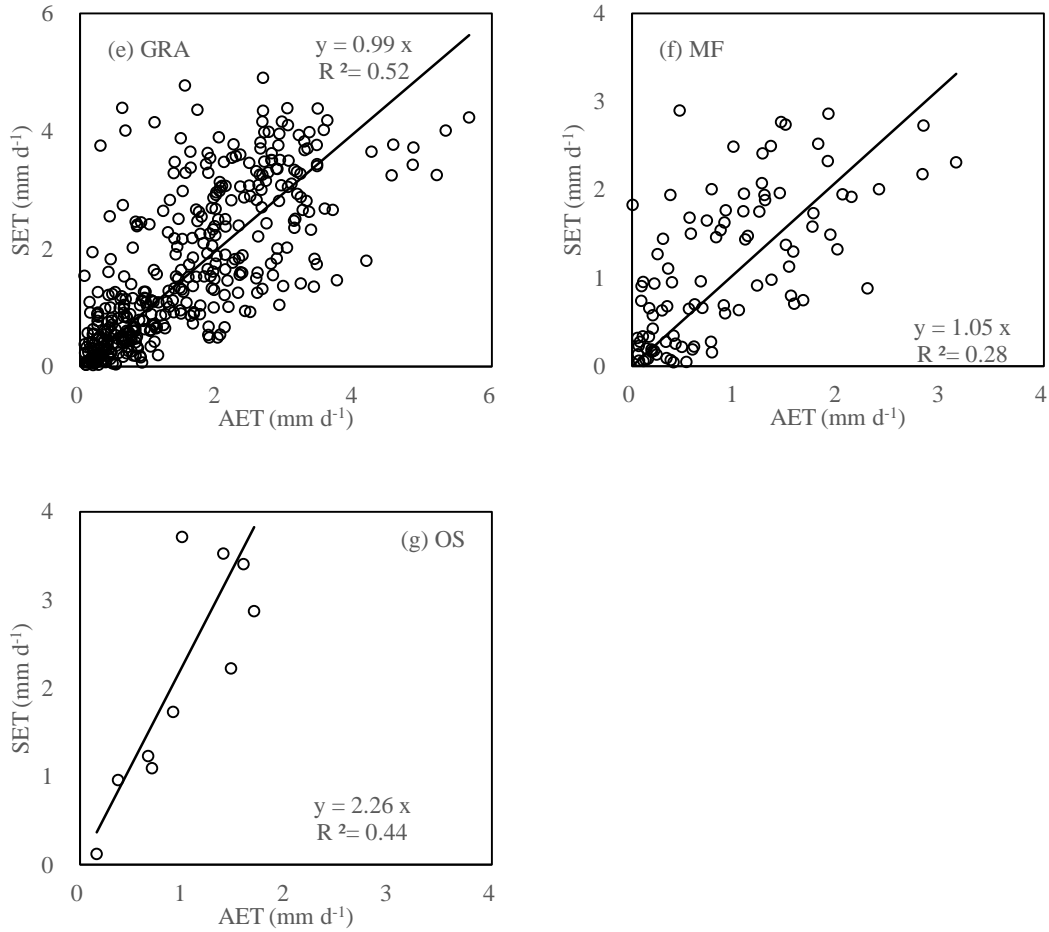 6
4
2
0
SET (mm d-1)
(e) GRA
y = 0.99 x
R ²= 0.52
0 2 4 6
AET (mm d-1)
4
3
2
1
0
SET (mm d-1)
(f) MF
y = 1.05 x
R ²= 0.28
0 1 2 3 4
AET (mm d-1)
4
3
2
1
0
SET (mm d-1)
(g) OS
y = 2.26 x
R ²= 0.44
0 1 2 3 4
AET (mm d-1)